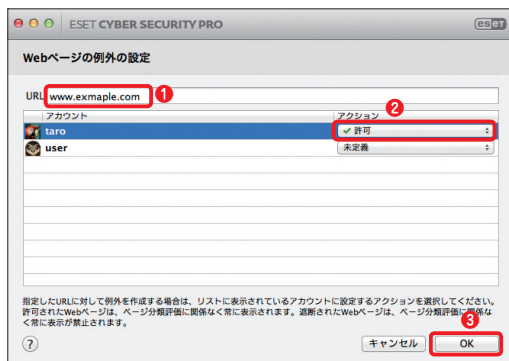 ESET CYBER SECURITY PRO
eset
Webページの例外の設定
URL www.exmaple.com
1
2
アカウント アクション
taro 許可
user 未定義
指定したURLに対して例外を作成する場合は、リストに表示されているアカウントに設定するアクションを選択してください。
許可されたWebページは、ページ分類評価に関係なく常に表示されます。遮断されたWebページは、ページ分類評価に関係な
く常に表示が禁止されます。
3
?
キャンセル OK